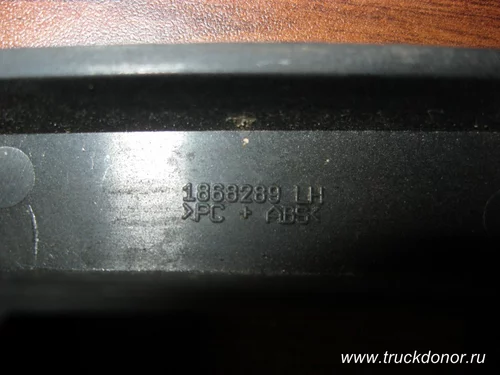 1868289 LH
>PC + ABS<
www.truckdonor.ru